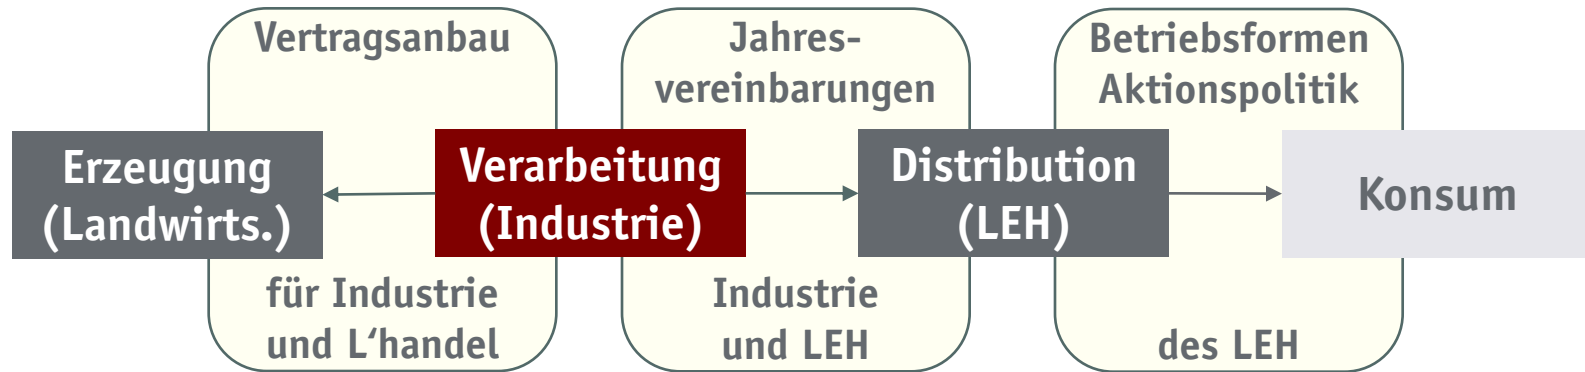 Vertragsanbau
Erzeugung
(Landwirts.)
für Industrie
und L‘handel
Verarbeitung
(Industrie)
Jahres-
vereinbarungen
Industrie
und LEH
Distribution
(LEH)
Betriebsformen
Aktionspolitik
des LEH
Konsum